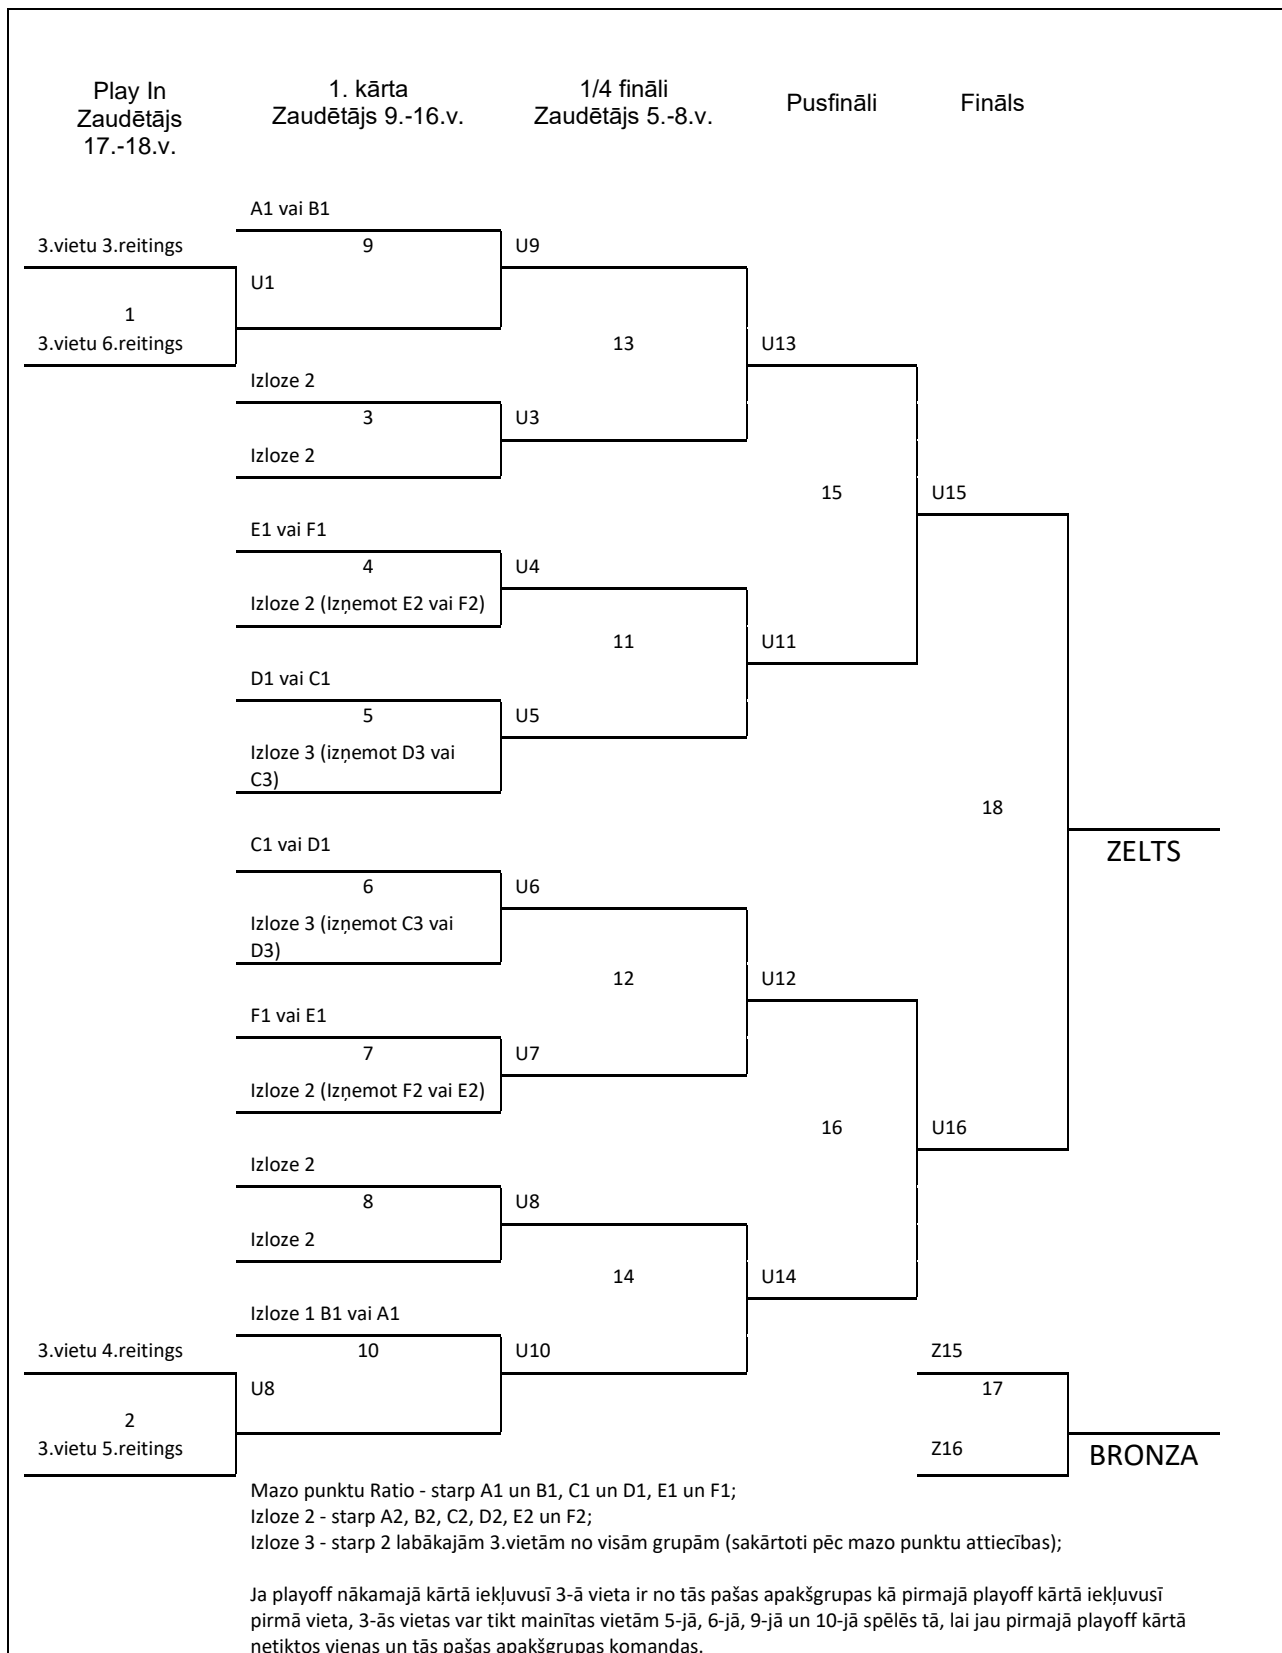 Play In
Zaudētājs
17.-18.v.
1. kārta
Zaudētājs 9.-16.v.
1/4 fināli
Zaudētājs 5.-8.v.
Pusfināli
Fināls
A1 vai B1
3.vietu 3.reitings
9
U9
U1
1
3.vietu 6.reitings
13
U13
Izloze 2
3
U3
Izloze 2
15
U15
E1 vai F1
4
U4
Izloze 2 (Izņemot E2 vai F2)
11
U11
D1 vai C1
5
U5
Izloze 3 (izņemot D3 vai
C3)
18
ZELTS
C1 vai D1
6
U6
Izloze 3 (izņemot C3 vai
D3)
12
U12
F1 vai E1
7
U7
Izloze 2 (Izņemot F2 vai E2)
16
U16
Izloze 2
8
U8
Izloze 2
14
U14
Izloze 1 B1 vai A1
3.vietu 4.reitings
10
U10
Z15
U8
17
2
3.vietu 5.reitings
Z16
BRONZA
Mazo punktu Ratio - starp A1 un B1, C1 un D1, E1 un F1;
Izloze 2 - starp A2, B2, C2, D2, E2 un F2;
Izloze 3 - starp 2 labākajām 3.vietām no visām grupām (sakārtoti pēc mazo punktu attiecības);
Ja playoff nākamajā kārtā iekļuvusī 3-ā vieta ir no tās pašas apakšgrupas kā pirmajā playoff kārtā iekļuvusī
pirmā vieta, 3-ās vietas var tikt mainītas vietām 5-jā, 6-jā, 9-jā un 10-jā spēlēs tā, lai jau pirmajā playoff kārtā
netiktos vienas un tās pašas apakšgrupas komandas.